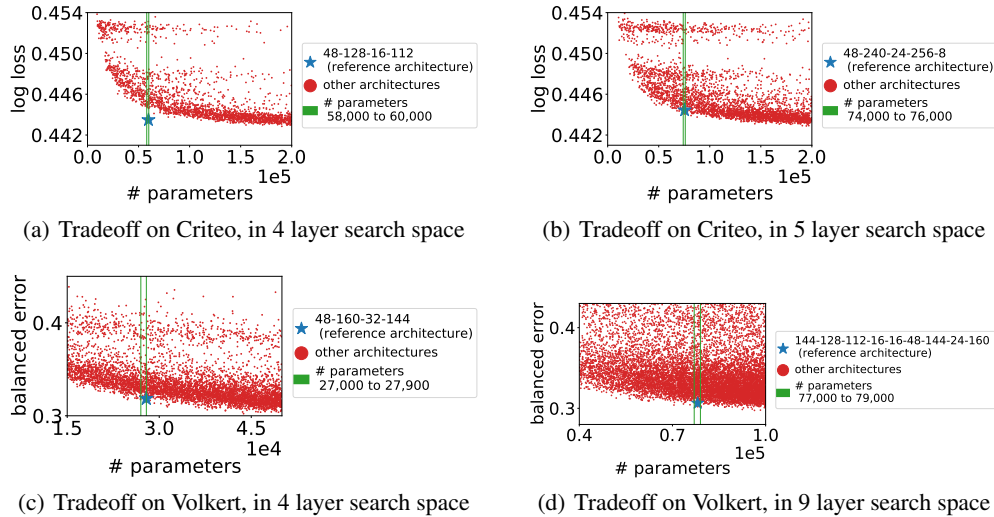 0.454
0.450
0.446
0.442
log loss
0.0 0.5 1.0 1.5 2.0
1e5
# parameters
48-128-16-112
(reference architecture)
other architectures
# parameters
58,000 to 60,000
(a) Tradeoff on Criteo, in 4 layer search space
0.454
0.450
0.446
0.442
log loss
0.0 0.5 1.0 1.5 2.0
1e5
# parameters
48-240-24-256-8
(reference architecture)
other architectures
# parameters
74,000 to 76,000
(b) Tradeoff on Criteo, in 5 layer search space
0.4
0.3
balanced error
1.5 3.0 4.5
1e4
# parameters
48-160-32-144
(reference architecture)
other architectures
# parameters
27,000 to 27,900
(c) Tradeoff on Volkert, in 4 layer search space
0.4
0.3
balanced error
0.4 0.7 1.0
1e5
# parameters
144-128-112-16-16-48-144-24-160
(reference architecture)
other architectures
# parameters
77,000 to 79,000
(d) Tradeoff on Volkert, in 9 layer search space